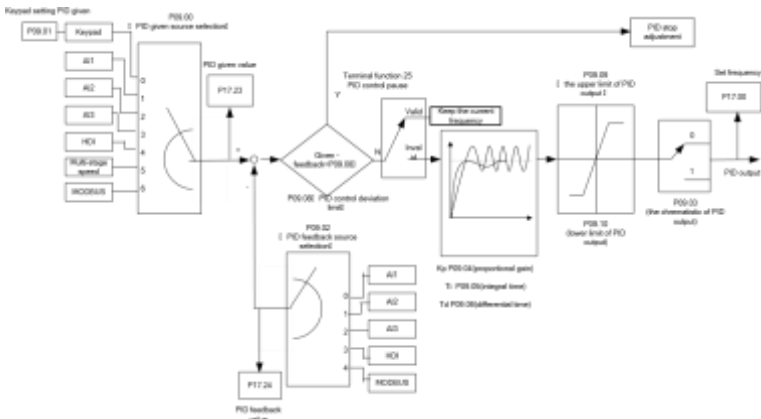 Keypad setting PID given
P09.01
Keypad
AI1
AI2
AI3
HDI
Multi-stage
speed
MODBUS
P09.00
【 PID given source selection】
0
1
2
3
4
5
6
PID given value
P17.23
+
-
Given -
feedback<P09.08)
Y
N
P09.08【 PID control deviation
limit】
Terminal function 25
PID control pause
Valid
Inval
id
Keep the current
frequency
PID stop
adjustment
Kp P09.04(proportional gain)
Ti P09.05(integral time)
Td P09.06(differential time)
P09.09
【 the upper limit of PID
output 】
P09.10
(lower limit of PID
output)
Set frequency
P17.00
0
1
PID output
P09.03
(the characteristic of PID
output)
P09.02
【 PID feedback source
selection】
0
1
2
3
4
AI1
AI2
AI3
HDI
MODBUS
P17.24
PID feedback
value